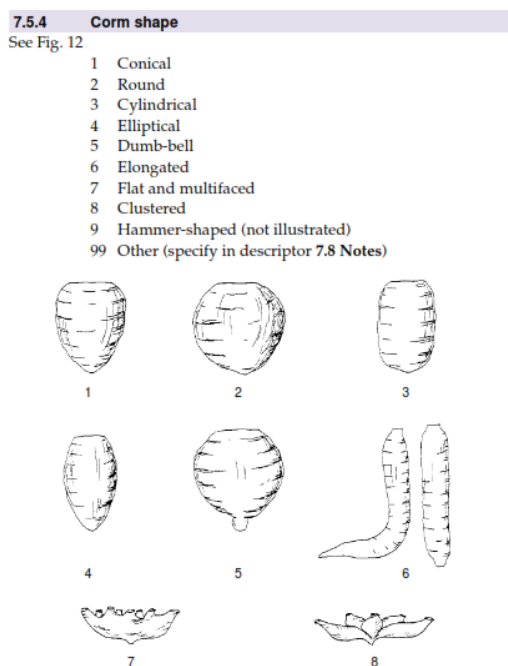 7.5.4 Corm shape
See Fig. 12
1 Conical
2 Round
3 Cylindrical
4 Elliptical
5 Dumb-bell
6 Elongated
7 Flat and multifaced
8 Clustered
9 Hammer-shaped (not illustrated)
99 Other (specify in descriptor 7.8 Notes)
1 2 3
4 5 6
7 8